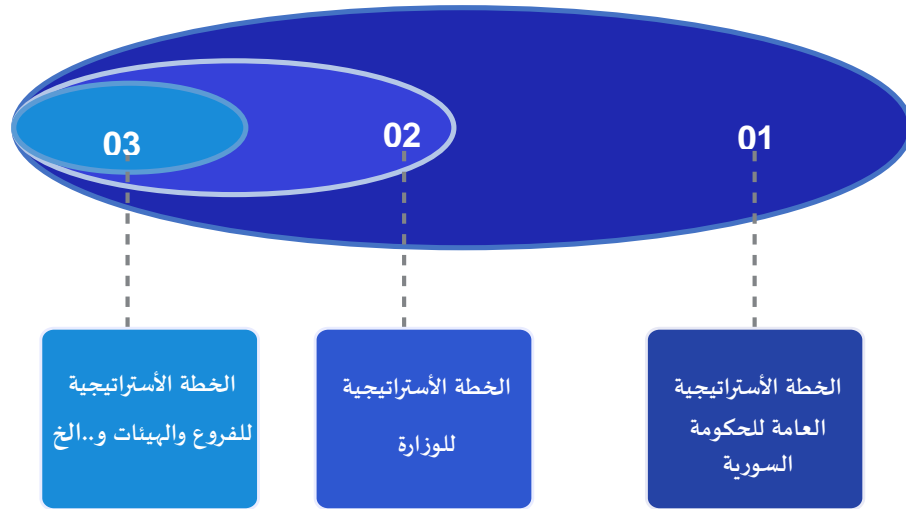 01
02
03
الخطة الأستراتيجية
العامة للحكومة
السورية
الخطة الأستراتيجية
للوزارة
الخطة الأستراتيجية
للفروع والهيئات و..الخ